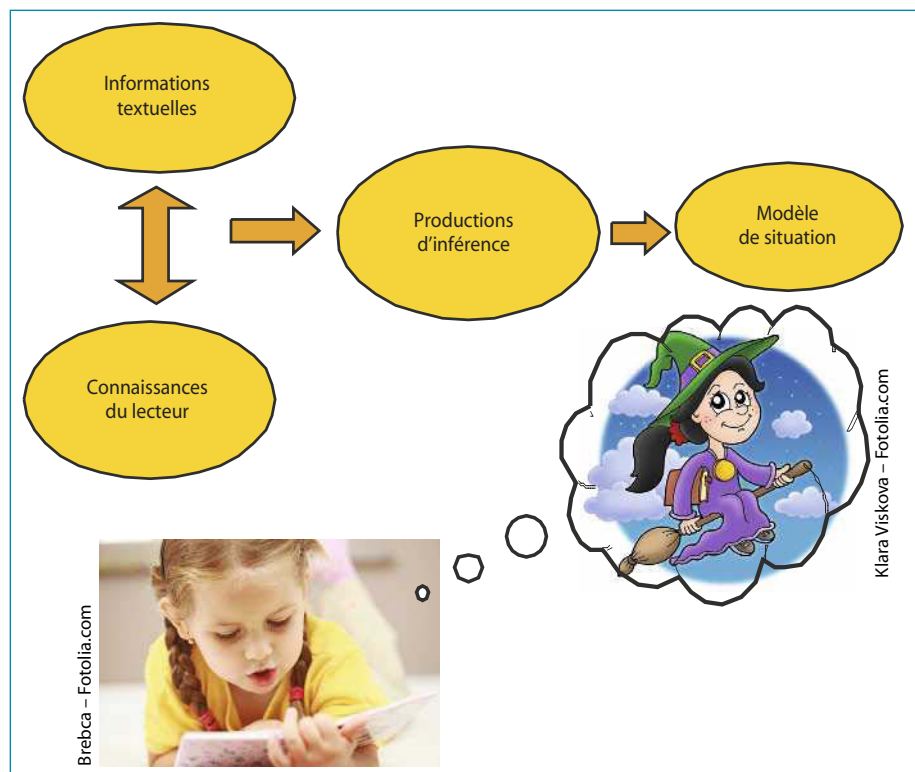 Informations
textuelles
Productions
d’inférence
Modèle
de situation
Connaissances
du lecteur
Klara Viskova – Fotolia.com
Brebca – Fotolia.com